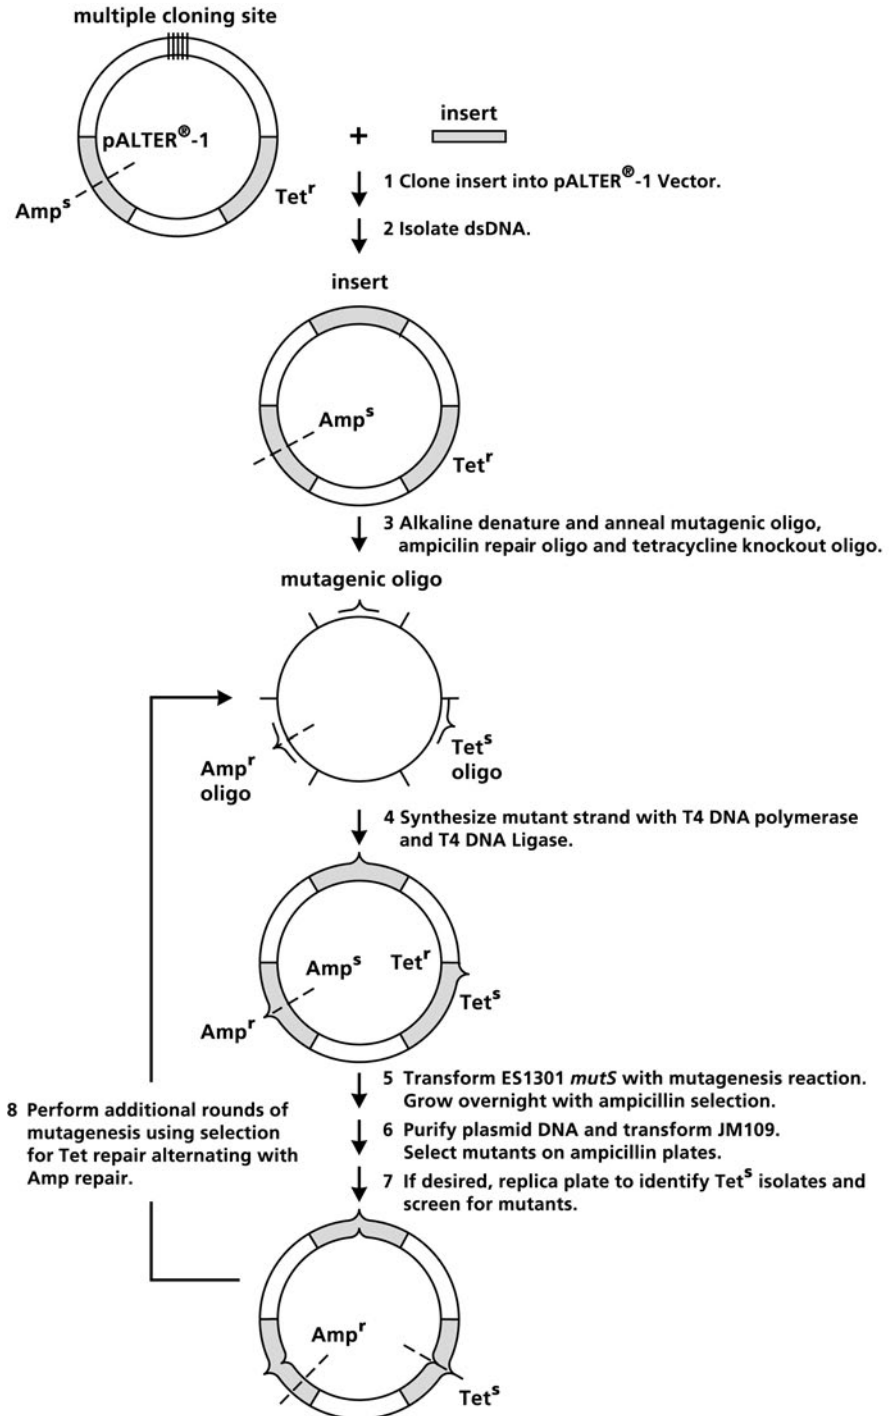 multiple cloning site
pALTER®-1
+
insert
Ampˢ
Tetʳ
1 Clone insert into pALTER®-1 Vector.
2 Isolate dsDNA.
insert
Ampˢ
Tetʳ
3 Alkaline denature and anneal mutagenic oligo,
ampicilin repair oligo and tetracycline knockout oligo.
mutagenic oligo
Ampʳ
oligo
Tetˢ
oligo
4 Synthesize mutant strand with T4 DNA polymerase
and T4 DNA Ligase.
Ampˢ
Tetʳ
Ampʳ
Tetˢ
5 Transform ES1301 mutS with mutagenesis reaction.
Grow overnight with ampicillin selection.
6 Purify plasmid DNA and transform JM109.
Select mutants on ampicillin plates.
7 If desired, replica plate to identify Tetˢ isolates and
screen for mutants.
8 Perform additional rounds of
mutagenesis using selection
for Tet repair alternating with
Amp repair.
Ampʳ
Tetˢ